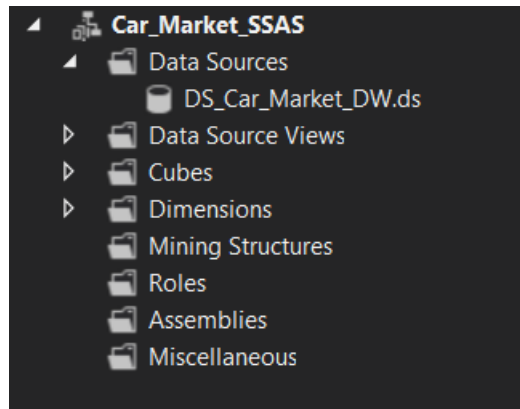 Car_Market_SSAS
Data Sources
DS_Car_Market_DW.ds
Data Source Views
Cubes
Dimensions
Mining Structures
Roles
Assemblies
Miscellaneous